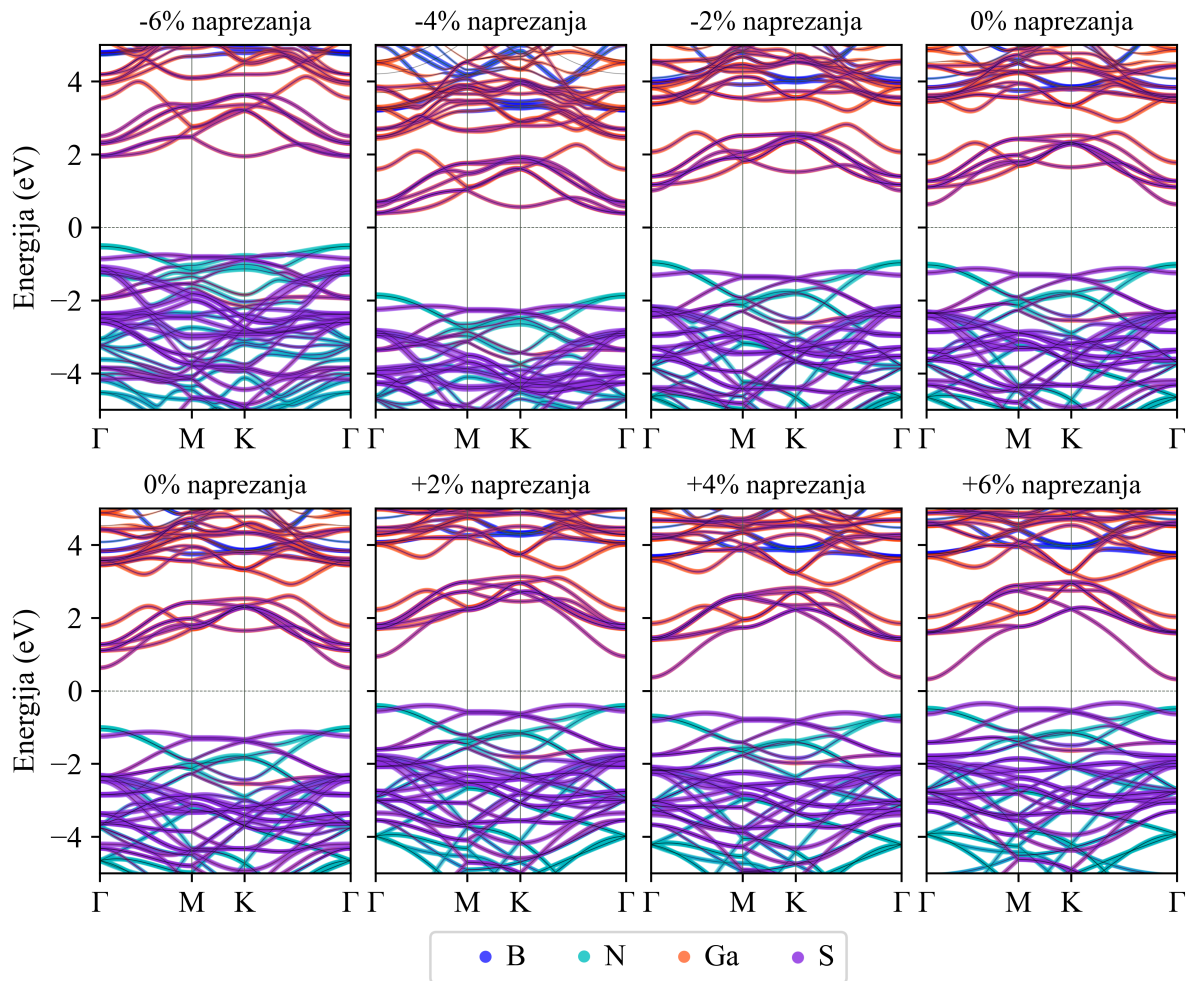 -6% naprezanja -4% naprezanja -2% naprezanja 0% naprezanja
Energija (eV)
4
2
0
−2
−4
Γ M K Γ Γ M K Γ Γ M K Γ Γ M K Γ
0% naprezanja +2% naprezanja +4% naprezanja +6% naprezanja
Energija (eV)
4
2
0
−2
−4
Γ M K Γ Γ M K Γ Γ M K Γ Γ M K Γ
B N Ga S